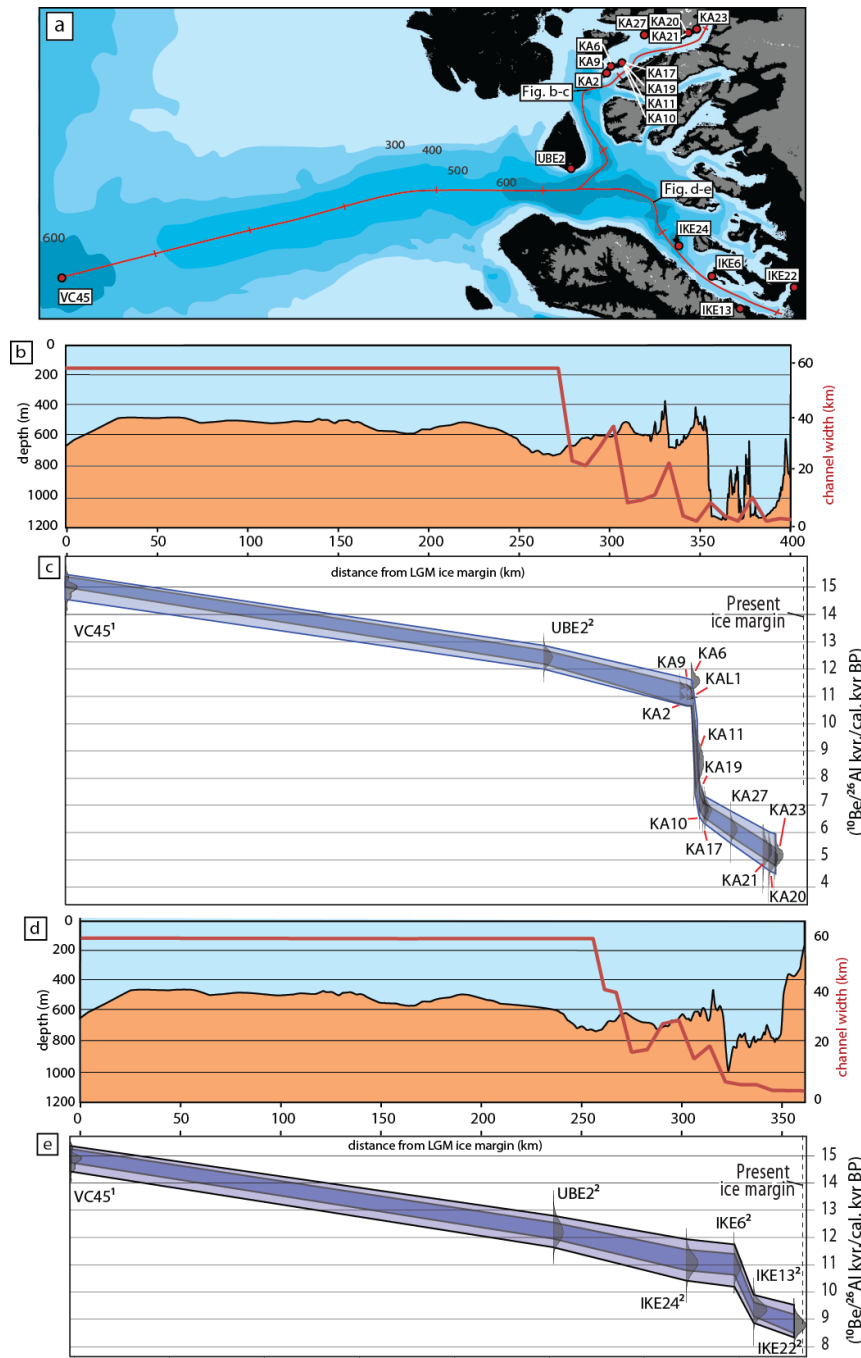 a
KA27
KA20
KA23
KA21
KA6
KA9
KA2
KA17
KA19
KA11
KA10
Fig. b-c
300
400
500
600
UBE2
Fig. d-e
600
VC45
IKE24
IKE6
IKE22
IKE13
b
0
200
400
600
800
1000
1200
depth (m)
60
40
20
0
channel width (km)
0 50 100 150 200 250 300 350 400
distance from LGM ice margin (km)
c
VC45¹
UBE2²
KA9
KA6
KAL1
KA2
KA11
KA19
KA10
KA17
KA27
KA23
KA21
KA20
Present
ice margin
15
14
13
12
11
10
9
8
7
6
5
4
(¹⁰Be/²⁶Al kyr./cal. kyr BP)
d
0
200
400
600
800
1000
1200
depth (m)
60
40
20
0
channel width (km)
0 50 100 150 200 250 300 350
distance from LGM ice margin (km)
e
VC45¹
UBE2²
IKE24²
IKE6²
IKE13²
IKE22²
Present
ice margin
15
14
13
12
11
10
9
8
(¹⁰Be/²⁶Al kyr./cal. kyr BP)